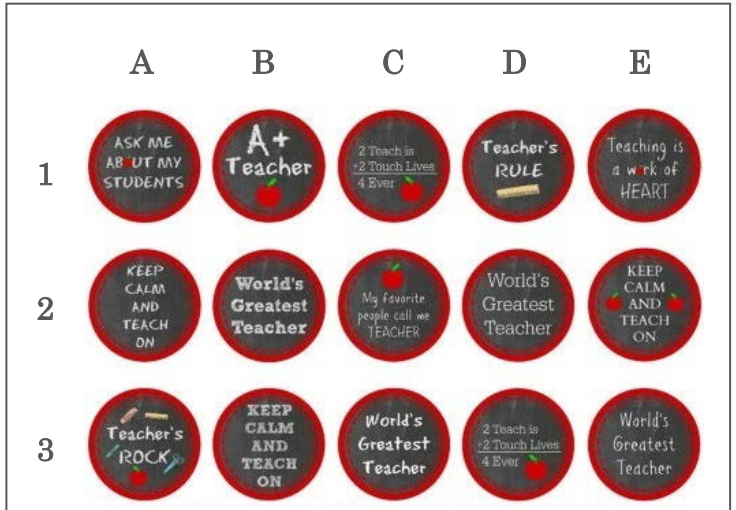 A B C D E
1
ASK ME
ABOUT MY
STUDENTS
A+
Teacher
2 Teach is
+2 Touch Lives
4 Ever
Teacher's
RULE
Teaching is
a work of
HEART
2
KEEP
CALM
AND
TEACH
ON
World's
Greatest
Teacher
My favorite
people call me
TEACHER
World's
Greatest
Teacher
KEEP
CALM
AND
TEACH
ON
3
Teacher's
ROCK
KEEP
CALM
AND
TEACH
ON
World's
Greatest
Teacher
2 Teach is
+2 Touch Lives
4 Ever
World's
Greatest
Teacher